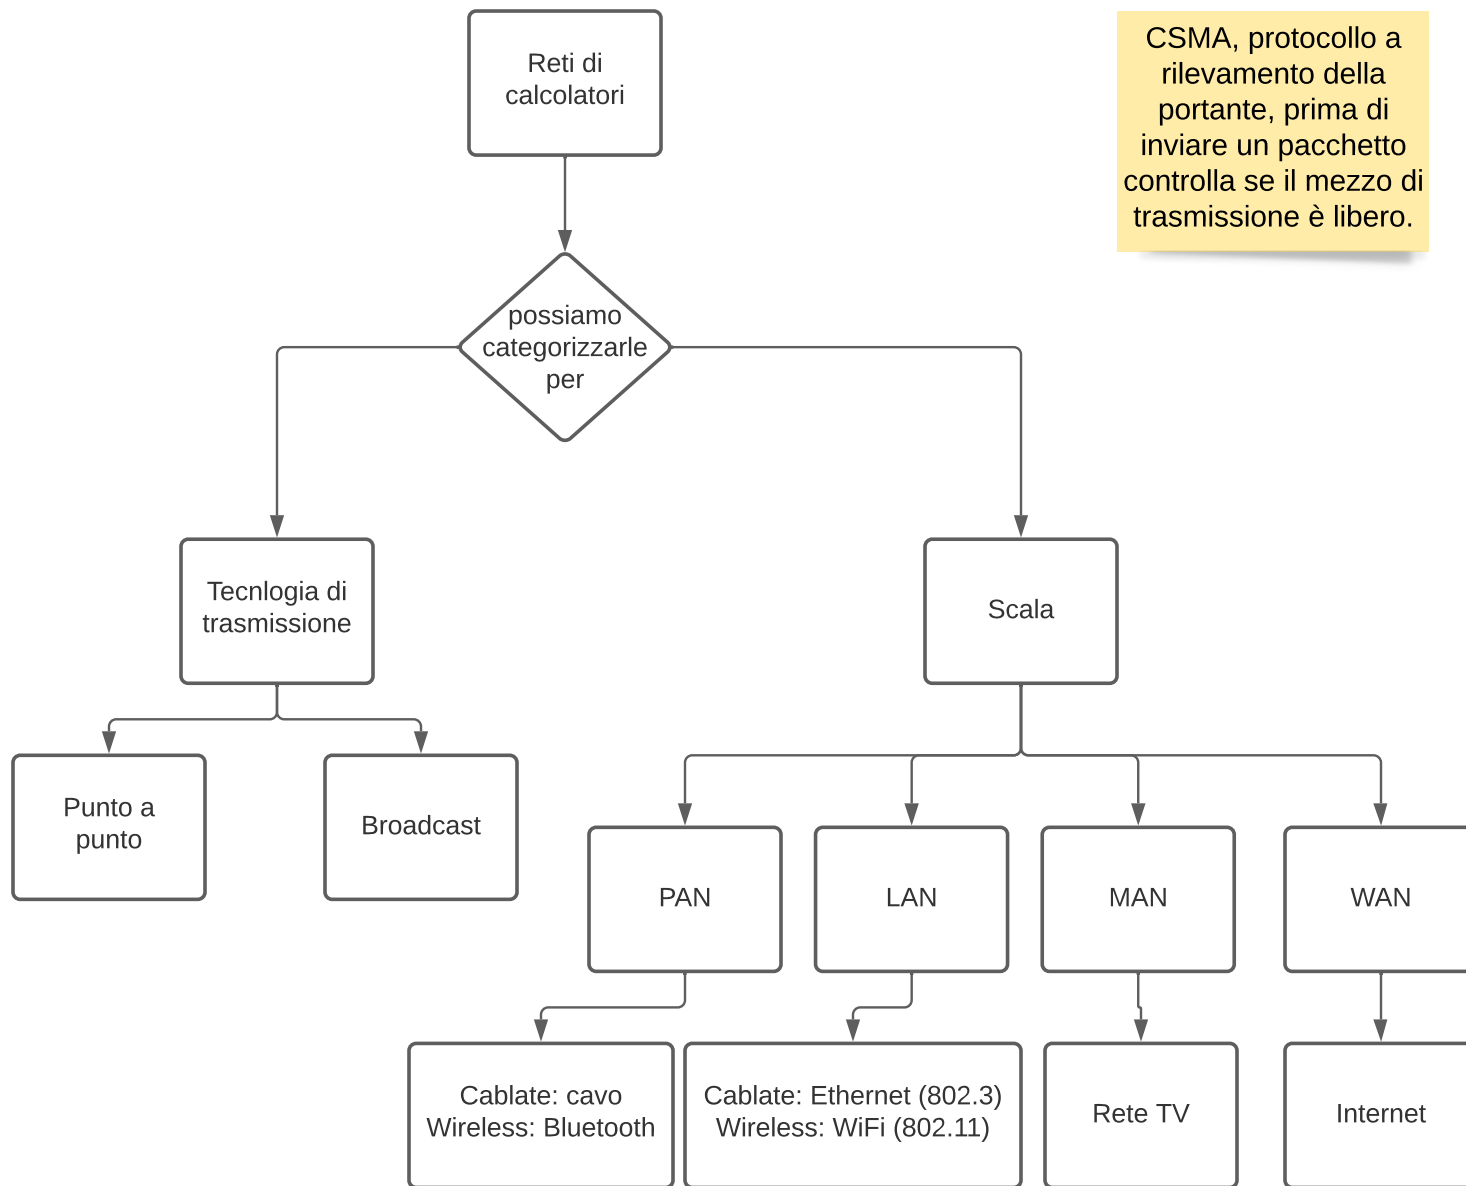 Reti di
calcolatori
CSMA, protocollo a
rilevamento della
portante, prima di
inviare un pacchetto
controlla se il mezzo di
trasmissione è libero.
possiamo
categorizzarle
per
Tecnlogia di
trasmissione
Scala
Punto a
punto
Broadcast
PAN
LAN
MAN
WAN
Cablate: cavo
Wireless: Bluetooth
Cablate: Ethernet (802.3)
Wireless: WiFi (802.11)
Rete TV
Internet